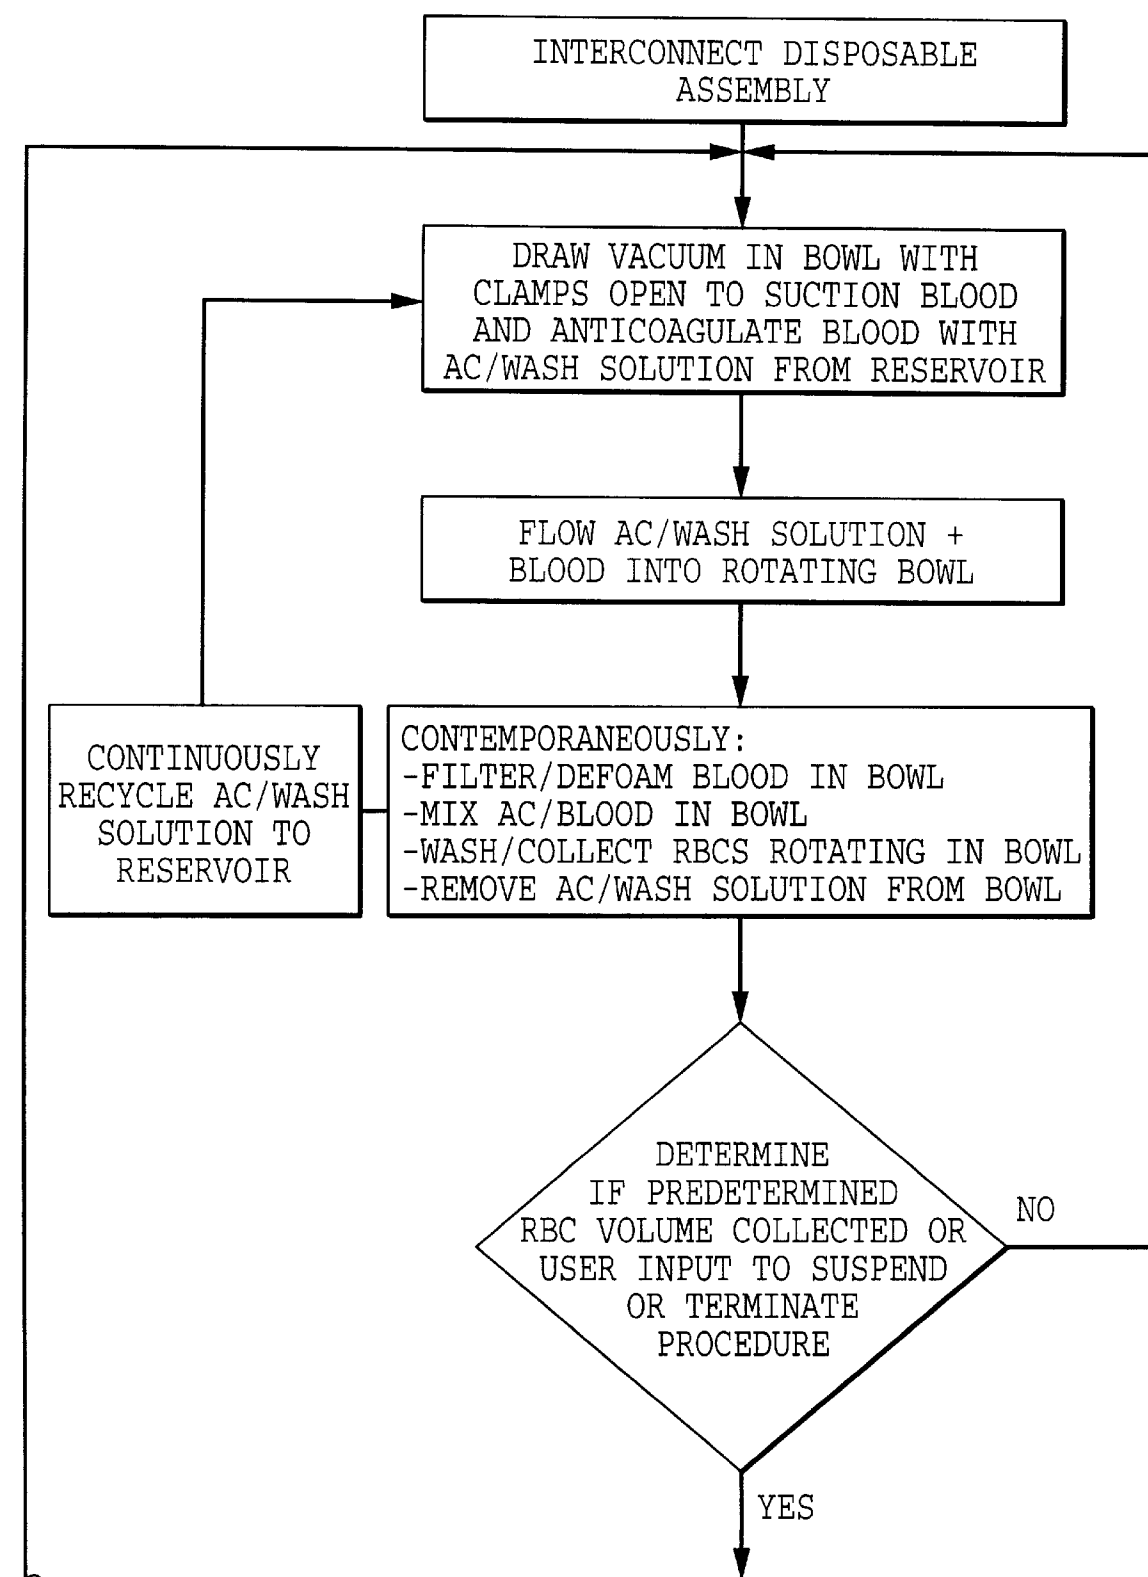 INTERCONNECT DISPOSABLE
ASSEMBLY
DRAW VACUUM IN BOWL WITH
CLAMPS OPEN TO SUCTION BLOOD
AND ANTICOAGULATE BLOOD WITH
AC/WASH SOLUTION FROM RESERVOIR
FLOW AC/WASH SOLUTION +
BLOOD INTO ROTATING BOWL
CONTINUOUSLY
RECYCLE AC/WASH
SOLUTION TO
RESERVOIR
CONTEMPORANEOUSLY:
-FILTER/DEFOAM BLOOD IN BOWL
-MIX AC/BLOOD IN BOWL
-WASH/COLLECT RBCS ROTATING IN BOWL
-REMOVE AC/WASH SOLUTION FROM BOWL
DETERMINE
IF PREDETERMINED
RBC VOLUME COLLECTED OR
USER INPUT TO SUSPEND
OR TERMINATE
PROCEDURE
NO
YES